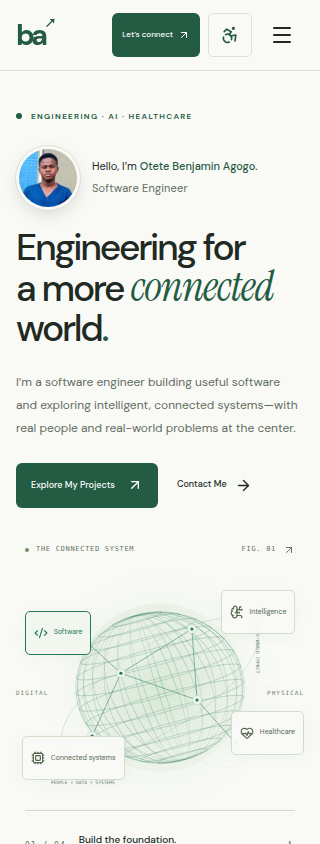 ba
Let's connect
ENGINEERING · AI · HEALTHCARE
Hello, I'm Otete Benjamin Agogo.
Software Engineer
Engineering for
a more connected
world.
I'm a software engineer building useful software
and exploring intelligent, connected systems—with
real people and real-world problems at the center.
Explore My Projects
Contact Me
THE CONNECTED SYSTEM
FIG. 01
Intelligence
Software
DIGITAL
PHYSICAL
Healthcare
Connected systems
PEOPLE × DATA × SYSTEMS
01 / 04
Build the foundation.